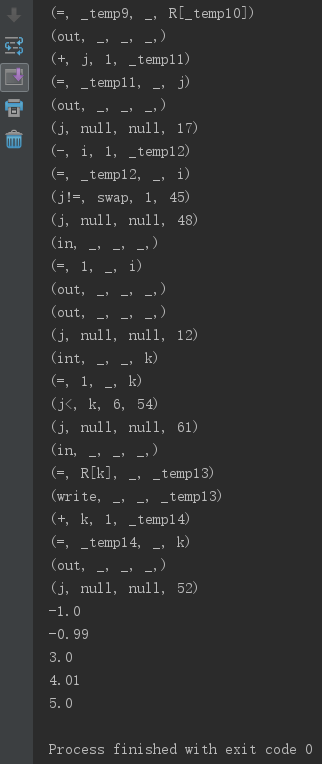 (=, _temp9, _, R[_temp10])
(out, _, _, _,)
(+, j, 1, _temp11)
(=, _temp11, _, j)
(out, _, _, _,)
(j, null, null, 17)
(-, i, 1, _temp12)
(=, _temp12, _, i)
(j!=, swap, 1, 45)
(j, null, null, 48)
(in, _, _, _,)
(=, 1, _, i)
(out, _, _, _,)
(out, _, _, _,)
(j, null, null, 12)
(int, _, _, k)
(=, 1, _, k)
(j<, k, 6, 54)
(j, null, null, 61)
(in, _, _, _,)
(=, R[k], _, _temp13)
(write, _, _, _temp13)
(+, k, 1, _temp14)
(=, _temp14, _, k)
(out, _, _, _,)
(j, null, null, 52)
-1.0
-0.99
3.0
4.01
5.0
Process finished with exit code 0